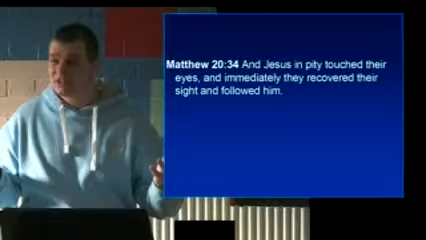 Matthew 20:34 And Jesus in pity touched their
eyes, and immediately they recovered their
sight and followed him.